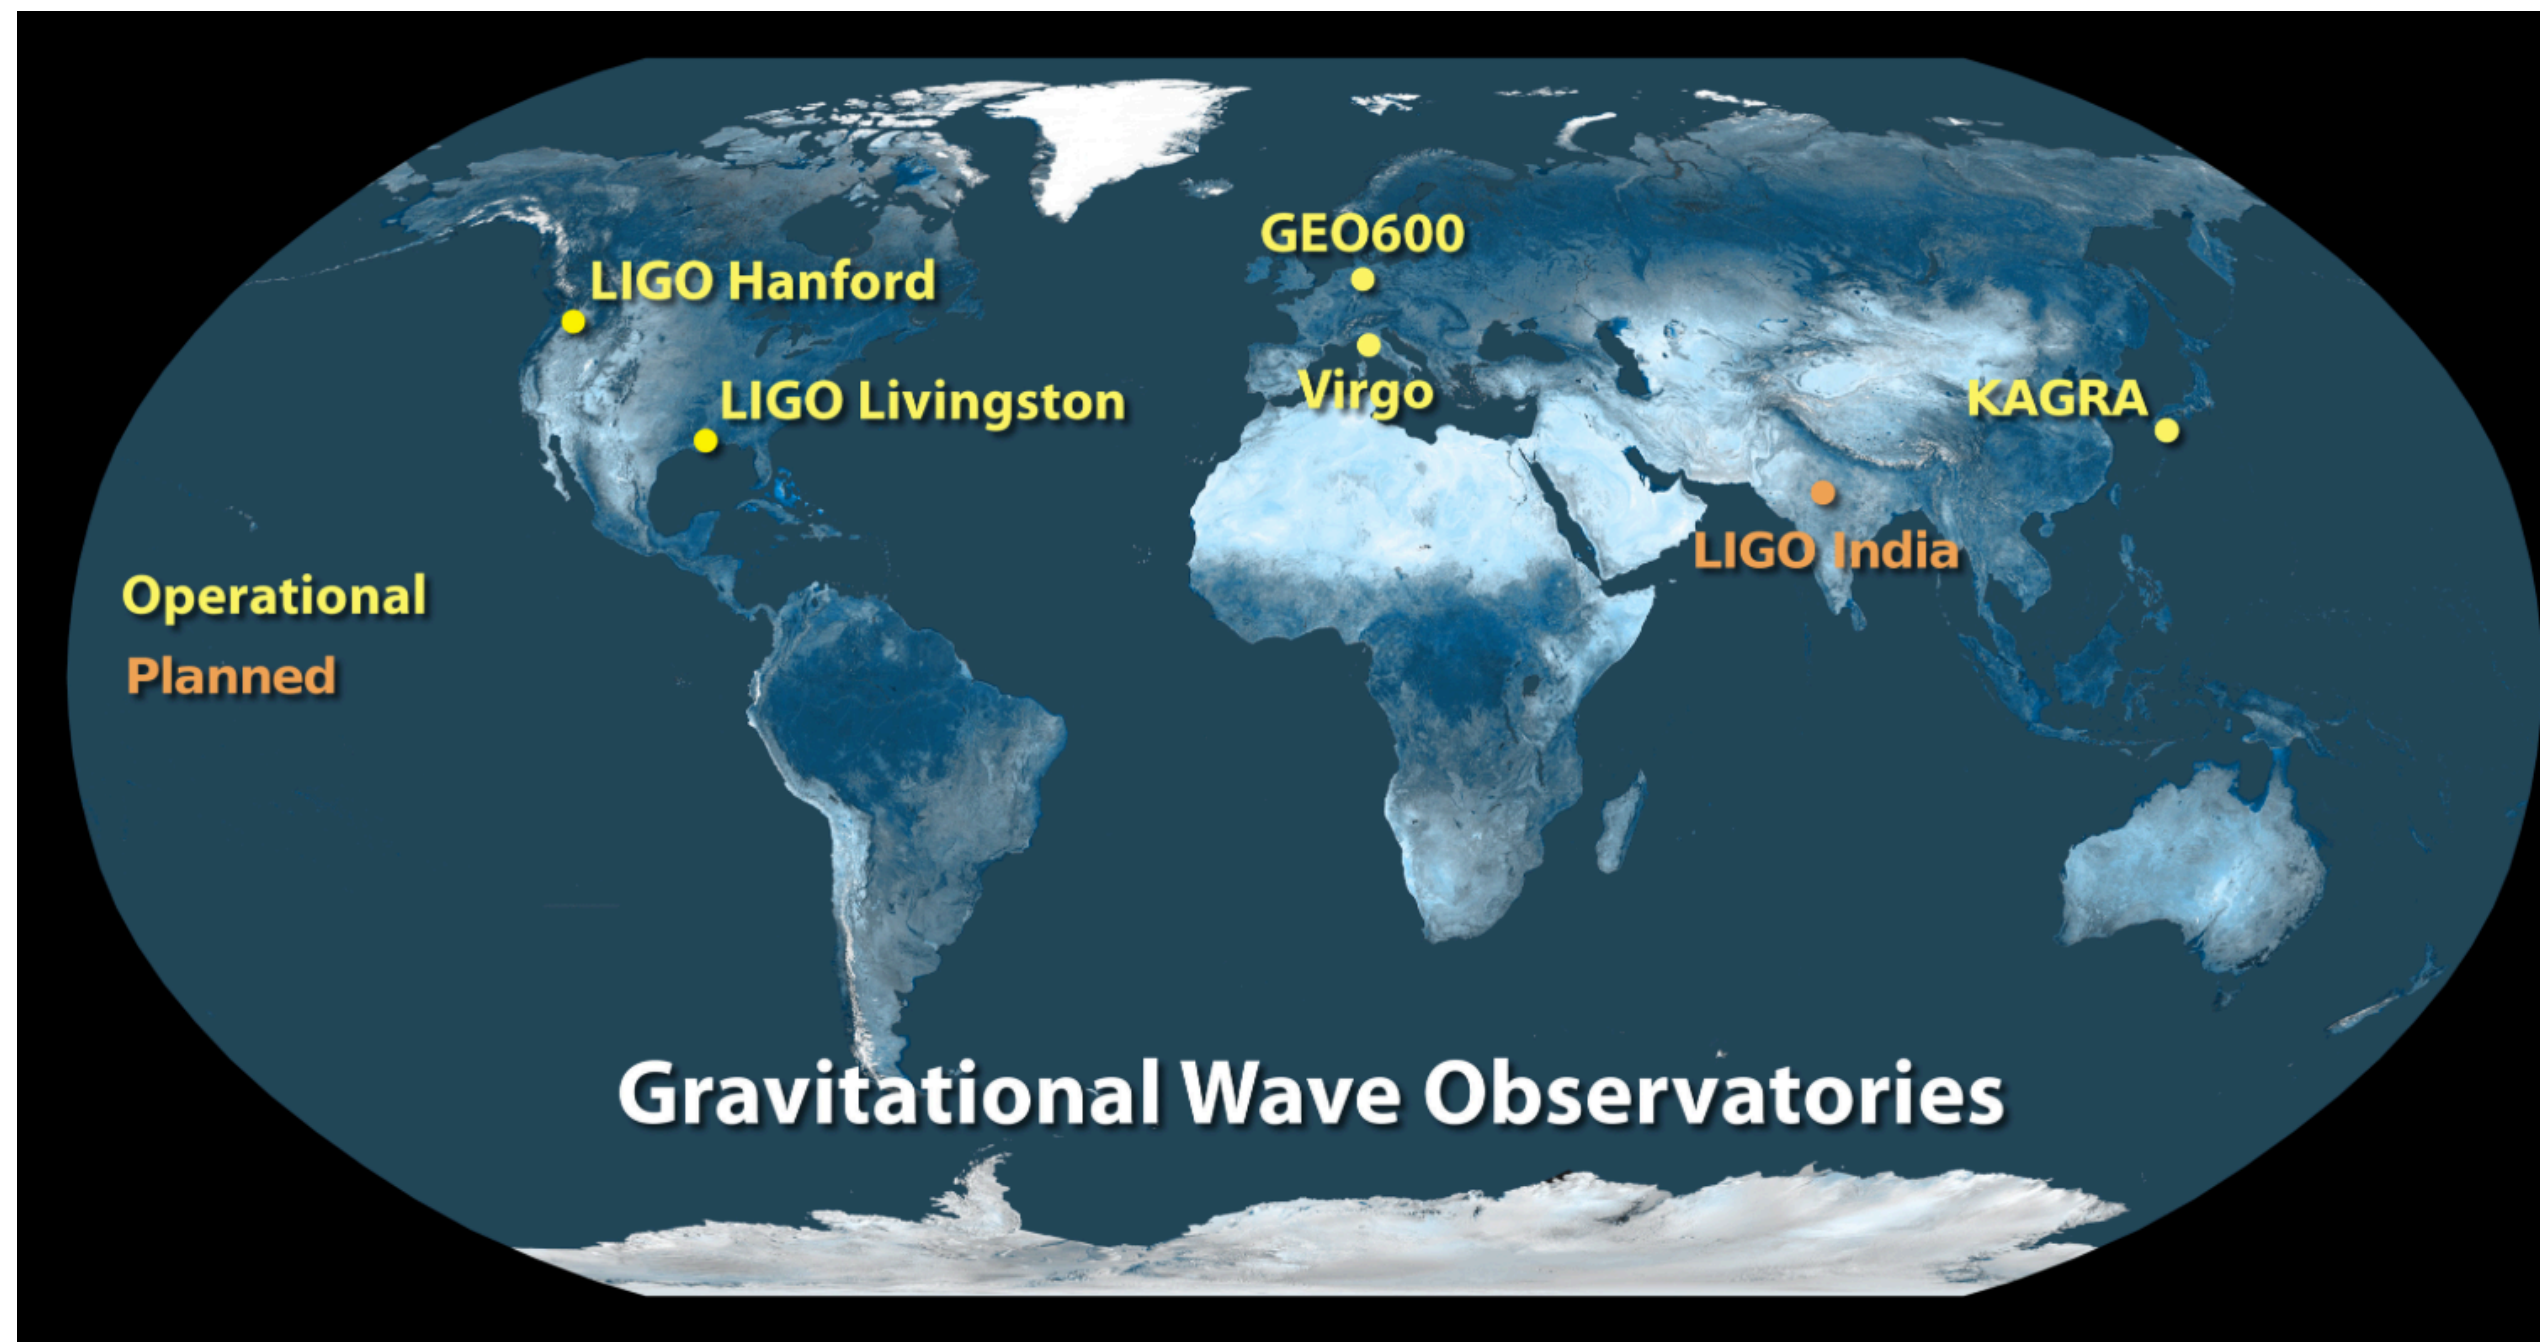 GEO600
LIGO Hanford
Virgo
LIGO Livingston
KAGRA
LIGO India
Operational
Planned
Gravitational Wave Observatories